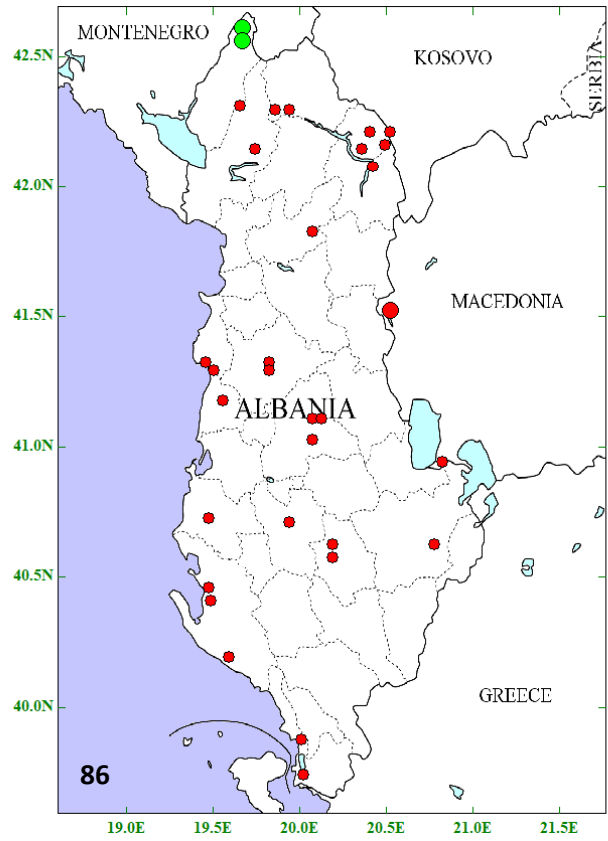 MONTENEGRO
42.5N
KOSOVO
SERBIA
42.0N
41.5N
MACEDONIA
ALBANIA
41.0N
40.5N
40.0N
GREECE
86
19.0E 19.5E 20.0E 20.5E 21.0E 21.5E